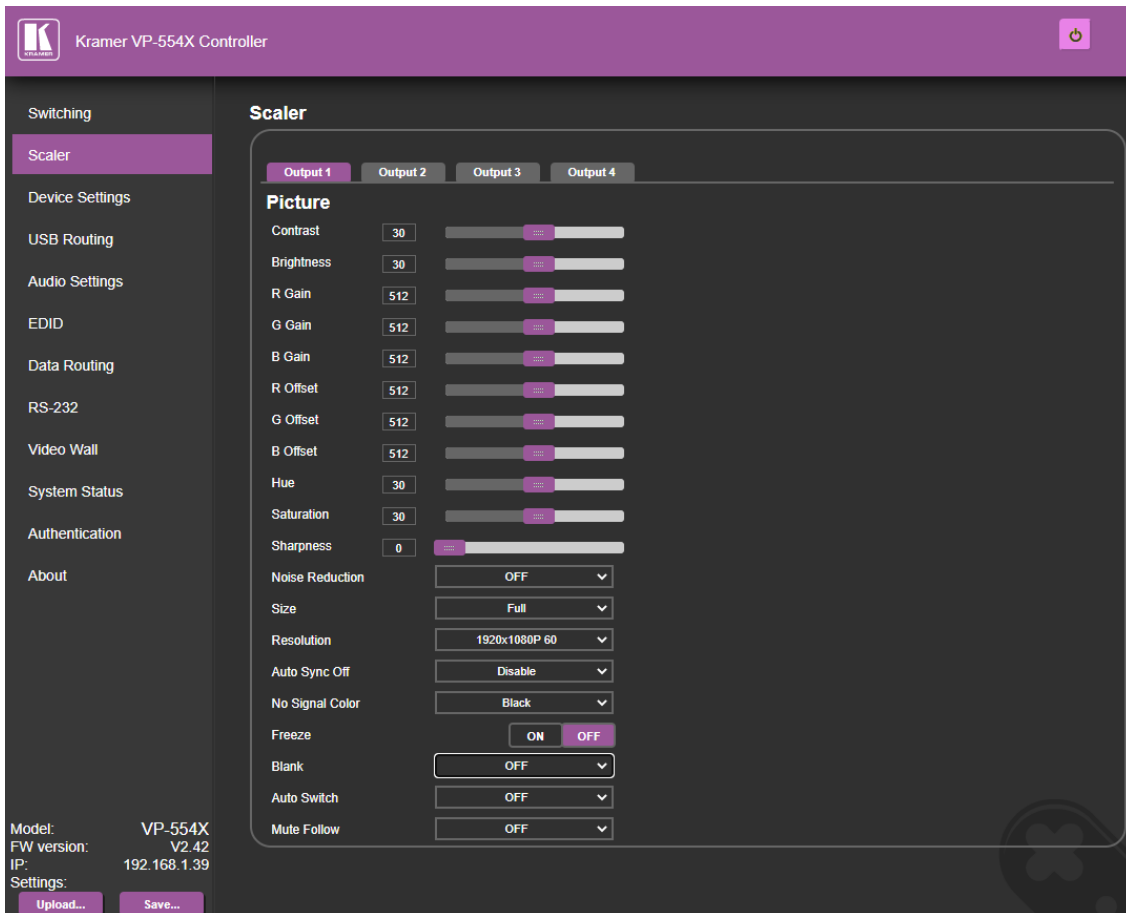 KRAMER
Kramer VP-554X Controller
Switching
Scaler
Device Settings
USB Routing
Audio Settings
EDID
Data Routing
RS-232
Video Wall
System Status
Authentication
About
Model: VP-554X
FW version: V2.42
IP: 192.168.1.39
Settings:
Upload... Save...
Scaler
Output 1 Output 2 Output 3 Output 4
Picture
Contrast 30
Brightness 30
R Gain 512
G Gain 512
B Gain 512
R Offset 512
G Offset 512
B Offset 512
Hue 30
Saturation 30
Sharpness 0
Noise Reduction OFF
Size Full
Resolution 1920x1080P 60
Auto Sync Off Disable
No Signal Color Black
Freeze ON OFF
Blank OFF
Auto Switch OFF
Mute Follow OFF